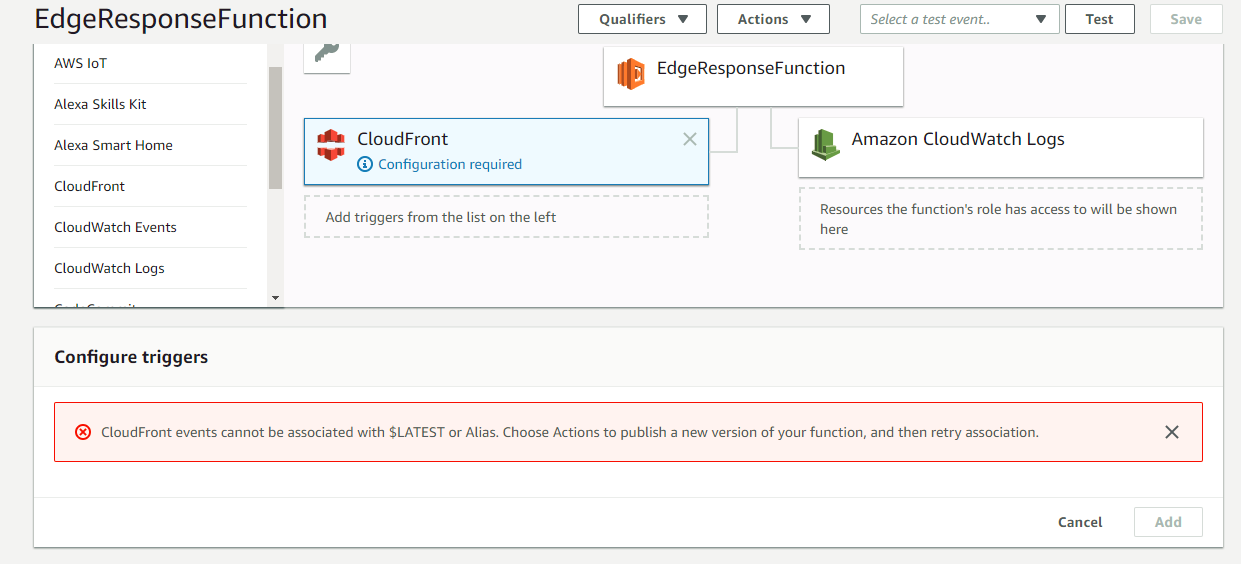 EdgeResponseFunction
Qualifiers
Actions
Select a test event..
Test
Save
AWS IoT
Alexa Skills Kit
Alexa Smart Home
CloudFront
CloudWatch Events
CloudWatch Logs
EdgeResponseFunction
CloudFront
Configuration required
Add triggers from the list on the left
Amazon CloudWatch Logs
Resources the function's role has access to will be shown
here
Configure triggers
CloudFront events cannot be associated with $LATEST or Alias. Choose Actions to publish a new version of your function, and then retry association.
Cancel
Add